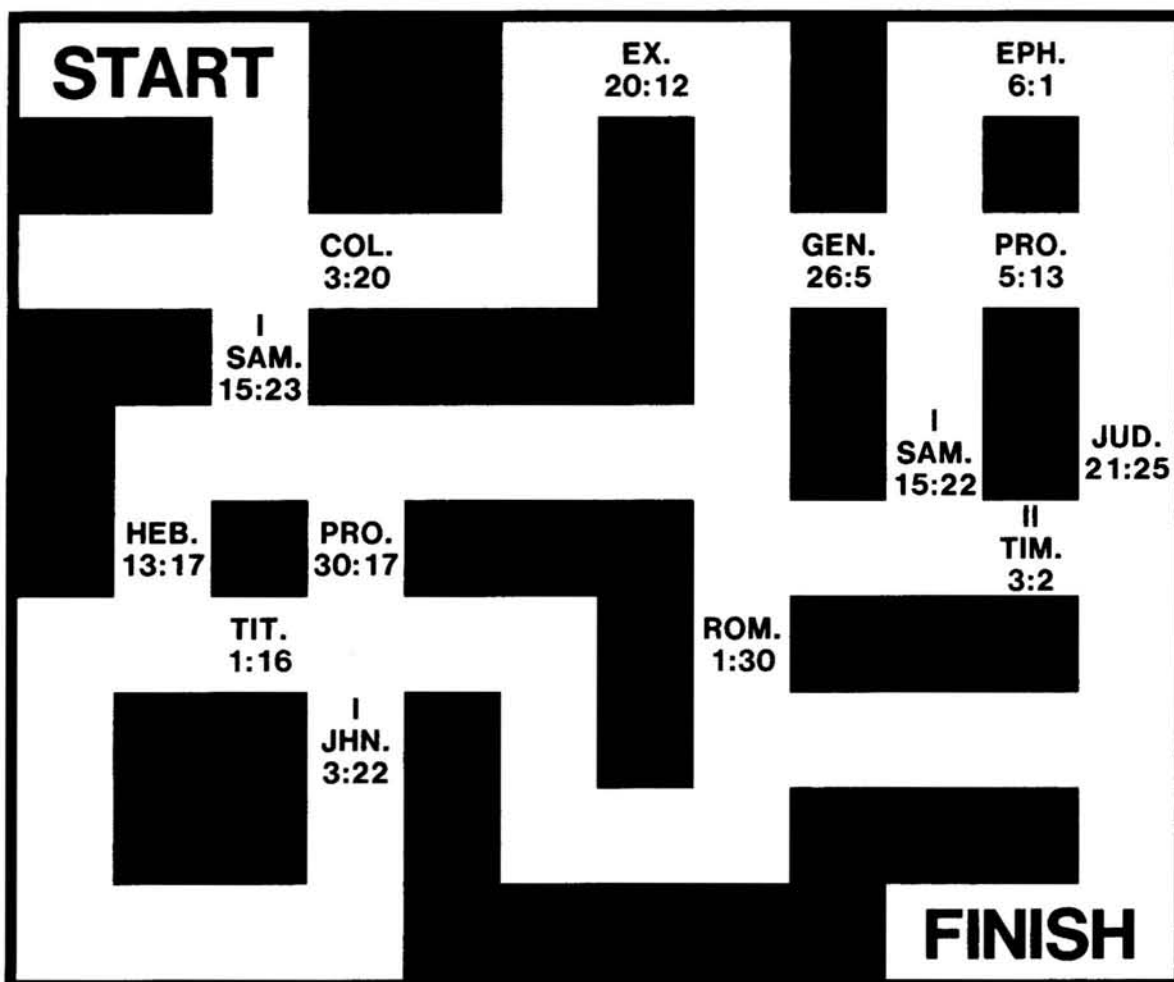 START
EX.
20:12
EPH.
6:1
COL.
3:20
GEN.
26:5
PRO.
5:13
I
SAM.
15:23
I
SAM.
15:22
JUD.
21:25
HEB.
13:17
PRO.
30:17
II
TIM.
3:2
TIT.
1:16
ROM.
1:30
I
JHN.
3:22
FINISH